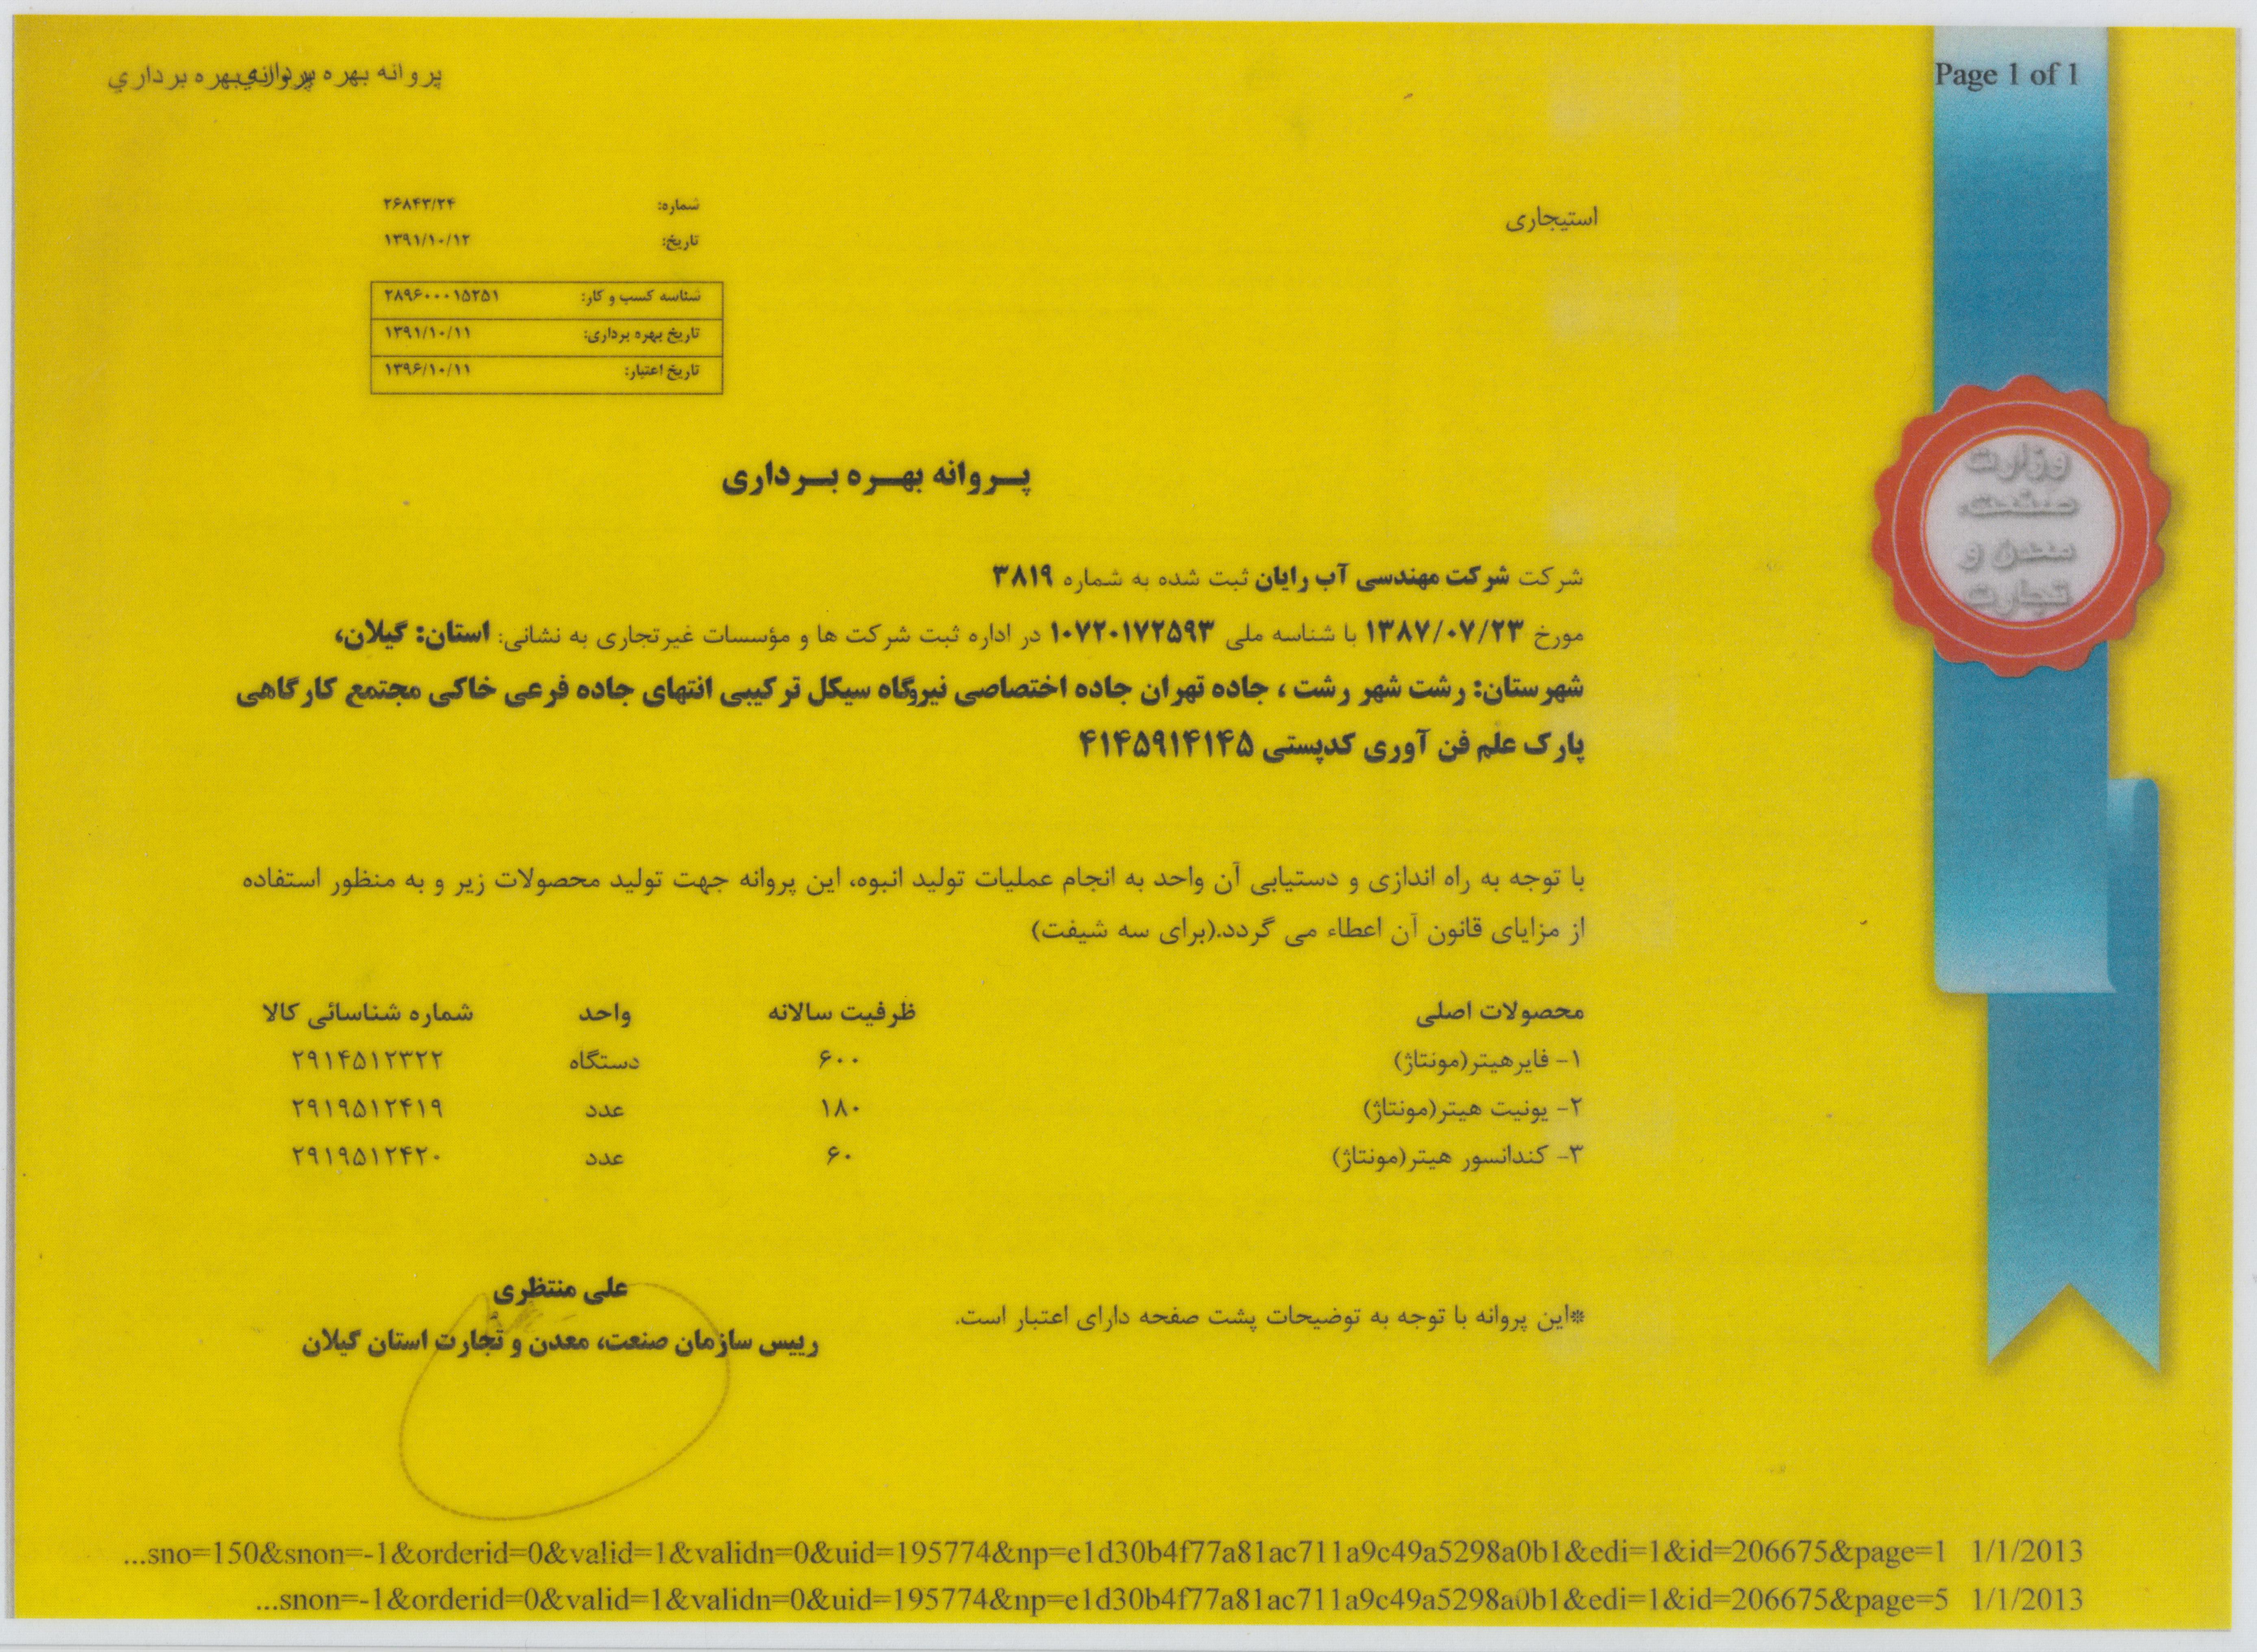 پروانه بهره برداري پروانه بهره برداري
Page 1 of 1
شماره: ۲۶۸۴۳/۲۴
استیجاری
تاریخ: ۱۳۹۱/۱۰/۱۲
شناسه کسب و کار: ۲۸۹۶۰۰۰۱۵۲۵۱
تاریخ بهره برداری: ۱۳۹۱/۱۰/۱۱
تاریخ اعتبار: ۱۳۹۶/۱۰/۱۱
وزارت
صنعت،
معدن و
تجارت
پروانه بهره برداری
شرکت شرکت مهندسی آب رایان ثبت شده به شماره ۳۸۱۹
مورخ ۱۳۸۷/۰۷/۲۳ با شناسه ملی ۱۰۷۲۰۱۷۲۵۹۳ در اداره ثبت شرکت ها و مؤسسات غیرتجاری به نشانی: استان: گیلان،
شهرستان: رشت شهر رشت ، جاده تهران جاده اختصاصی نیروگاه سیکل ترکیبی انتهای جاده فرعی خاکی مجتمع کارگاهی
پارک علم فن آوری کدپستی ۴۱۴۵۹۱۴۱۴۵
با توجه به راه اندازی و دستیابی آن واحد به انجام عملیات تولید انبوه، این پروانه جهت تولید محصولات زیر و به منظور استفاده
از مزایای قانون آن اعطاء می گردد.(برای سه شیفت)
محصولات اصلی ظرفیت سالانه واحد شماره شناسائی کالا
۱- فایرهیتر(مونتاژ) ۶۰۰ دستگاه ۲۹۱۴۵۱۲۳۲۲
۲- یونیت هیتر(مونتاژ) ۱۸۰ عدد ۲۹۱۹۵۱۲۴۱۹
۳- کندانسور هیتر(مونتاژ) ۶۰ عدد ۲۹۱۹۵۱۲۴۲۰
علی منتظری
*این پروانه با توجه به توضیحات پشت صفحه دارای اعتبار است.
رییس سازمان صنعت، معدن و تجارت استان گیلان
...sno=150&snon=-1&orderid=0&valid=1&validn=0&uid=195774&np=e1d30b4f77a81ac711a9c49a5298a0b1&edi=1&id=206675&page=1 1/1/2013
...snon=-1&orderid=0&valid=1&validn=0&uid=195774&np=e1d30b4f77a81ac711a9c49a5298a0b1&edi=1&id=206675&page=5 1/1/2013